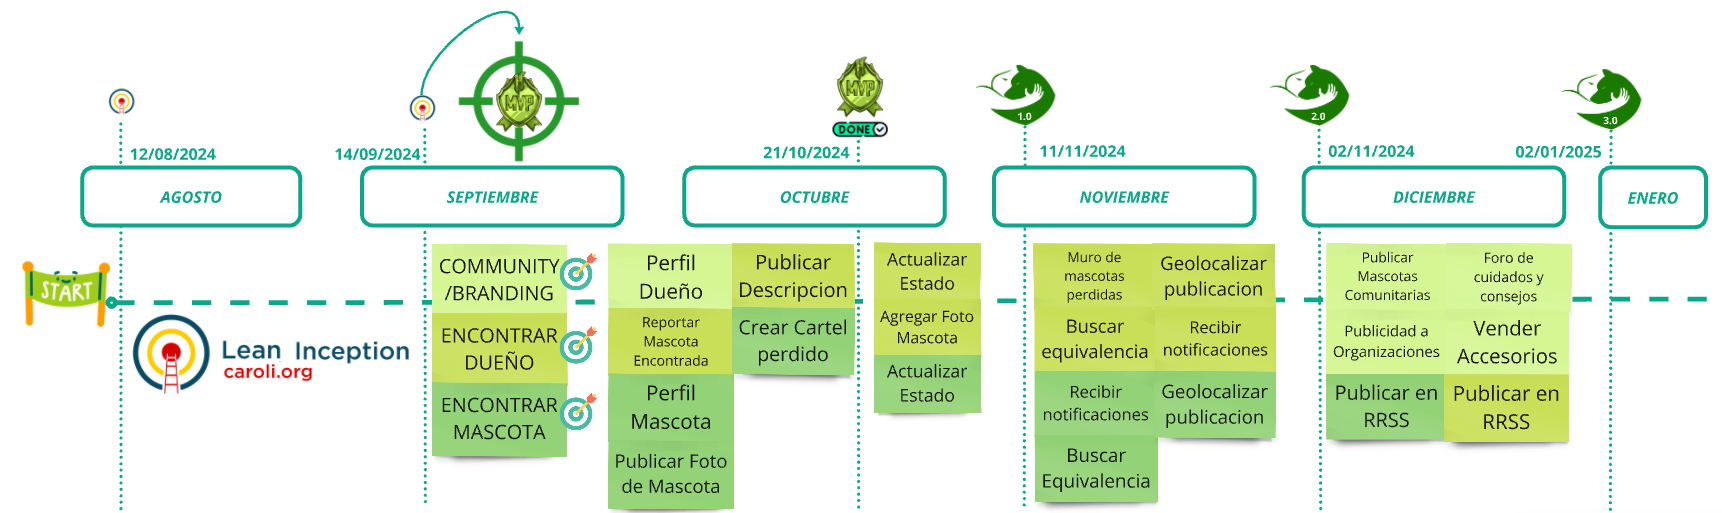 MVP
MVP
DONE
1.0
2.0
3.0
12/08/2024
14/09/2024
21/10/2024
11/11/2024
02/11/2024
02/01/2025
AGOSTO
SEPTIEMBRE
OCTUBRE
NOVIEMBRE
DICIEMBRE
ENERO
START
Lean Inception
caroli.org
COMMUNITY
/BRANDING
ENCONTRAR
DUEÑO
ENCONTRAR
MASCOTA
Perfil
Dueño
Reportar
Mascota
Encontrada
Perfil
Mascota
Publicar Foto
de Mascota
Publicar
Descripcion
Crear Cartel
perdido
Actualizar
Estado
Agregar Foto
Mascota
Actualizar
Estado
Muro de
mascotas
perdidas
Buscar
equivalencia
Recibir
notificaciones
Buscar
Equivalencia
Geolocalizar
publicacion
Recibir
notificaciones
Geolocalizar
publicacion
Publicar
Mascotas
Comunitarias
Publicidad a
Organizaciones
Publicar en
RRSS
Foro de
cuidados y
consejos
Vender
Accesorios
Publicar en
RRSS